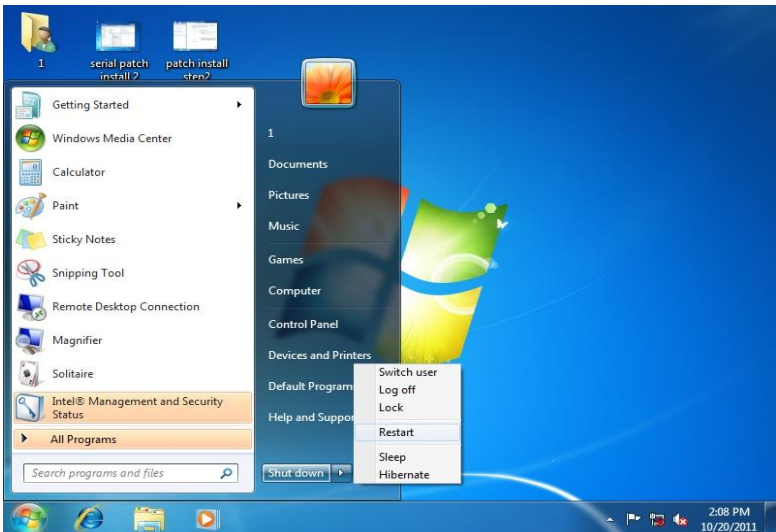 1
serial patch
install 2
patch install
step2
Getting Started
Windows Media Center
Calculator
Paint
Sticky Notes
Snipping Tool
Remote Desktop Connection
Magnifier
Solitaire
Intel® Management and Security
Status
All Programs
Search programs and files
1
Documents
Pictures
Music
Games
Computer
Control Panel
Devices and Printers
Default Program
Help and Suppor
Shut down
Switch user
Log off
Lock
Restart
Sleep
Hibernate
2:08 PM
10/20/2011